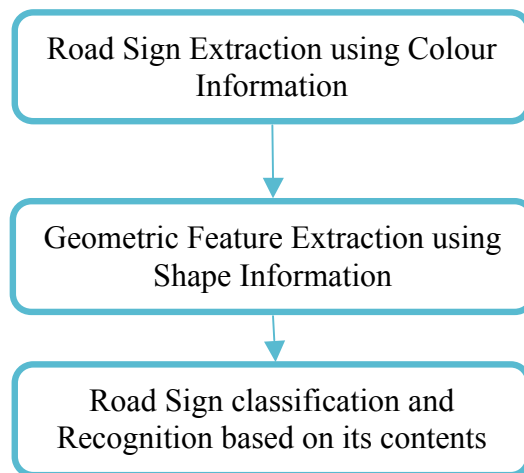 Road Sign Extraction using Colour
Information
Geometric Feature Extraction using
Shape Information
Road Sign classification and
Recognition based on its contents